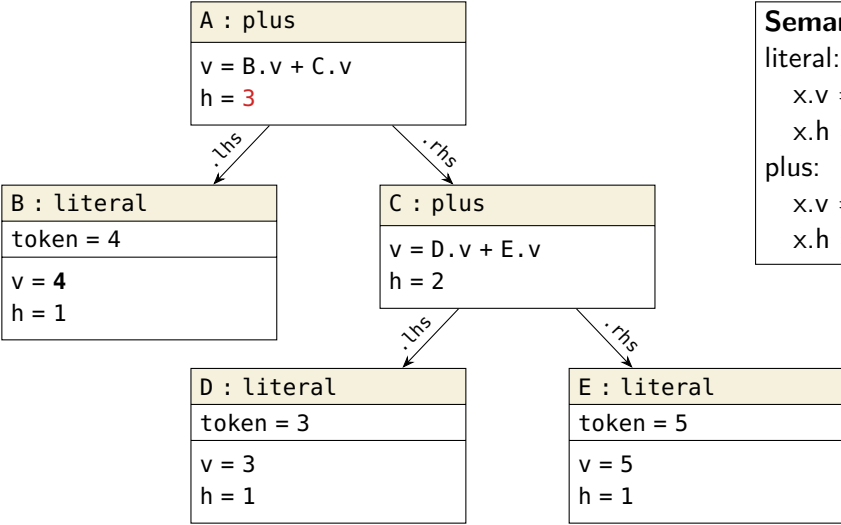 A : plus
v = B.v + C.v
h = 3
.lhs
.rhs
B : literal
token = 4
v = 4
h = 1
C : plus
v = D.v + E.v
h = 2
.lhs
.rhs
D : literal
token = 3
v = 3
h = 1
E : literal
token = 5
v = 5
h = 1
literal:
x.v
x.h
plus:
x.v
x.h